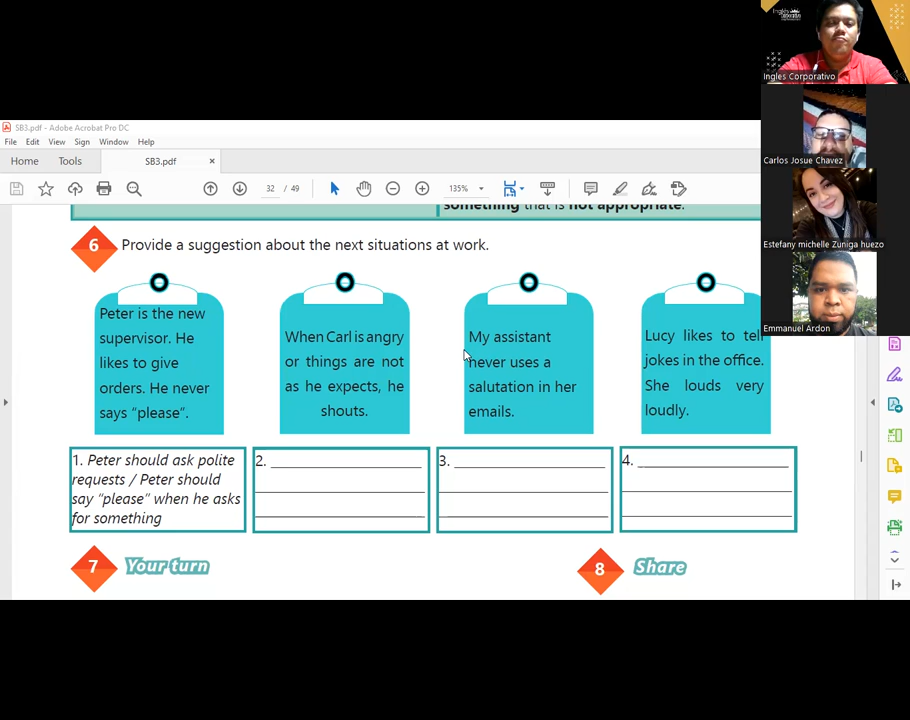 SB3.pdf - Adobe Acrobat Pro DC
File Edit View Sign Window Help
Home Tools SB3.pdf ×
32 / 49 135%
something that is not appropriate.
6 Provide a suggestion about the next situations at work.
Peter is the new
supervisor. He
likes to give
orders. He never
says "please".
When Carl is angry
or things are not
as he expects, he
shouts.
My assistant
never uses a
salutation in her
emails.
Lucy likes to tell
jokes in the office.
She louds very
loudly.
1. Peter should ask polite
requests / Peter should
say "please" when he asks
for something
2.
3.
4.
7 Your turn
8 Share
Ingles Corporativo
Carlos Josue Chavez
Estefany michelle Zuniga huezo
Emmanuel Ardon